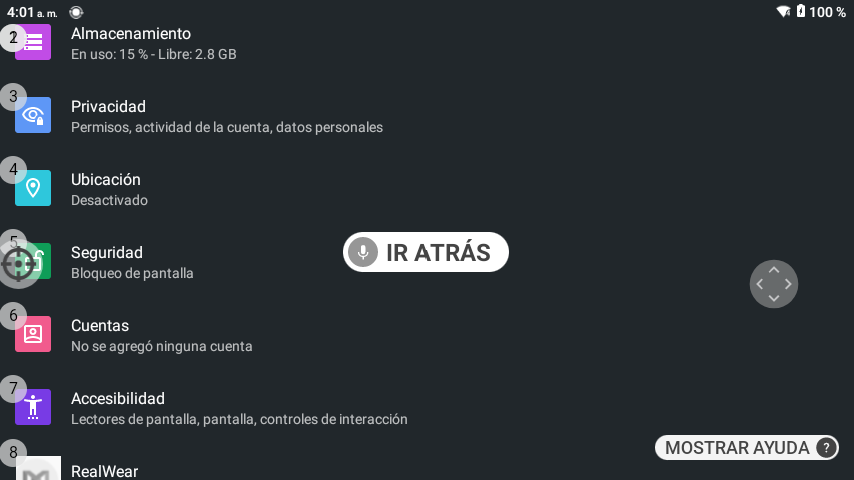 4:01 a. m.
100 %
2
Almacenamiento
En uso: 15 % - Libre: 2.8 GB
3
Privacidad
Permisos, actividad de la cuenta, datos personales
4
Ubicación
Desactivado
5
Seguridad
Bloqueo de pantalla
IR ATRÁS
6
Cuentas
No se agregó ninguna cuenta
7
Accesibilidad
Lectores de pantalla, pantalla, controles de interacción
MOSTRAR AYUDA ?
8
RealWear